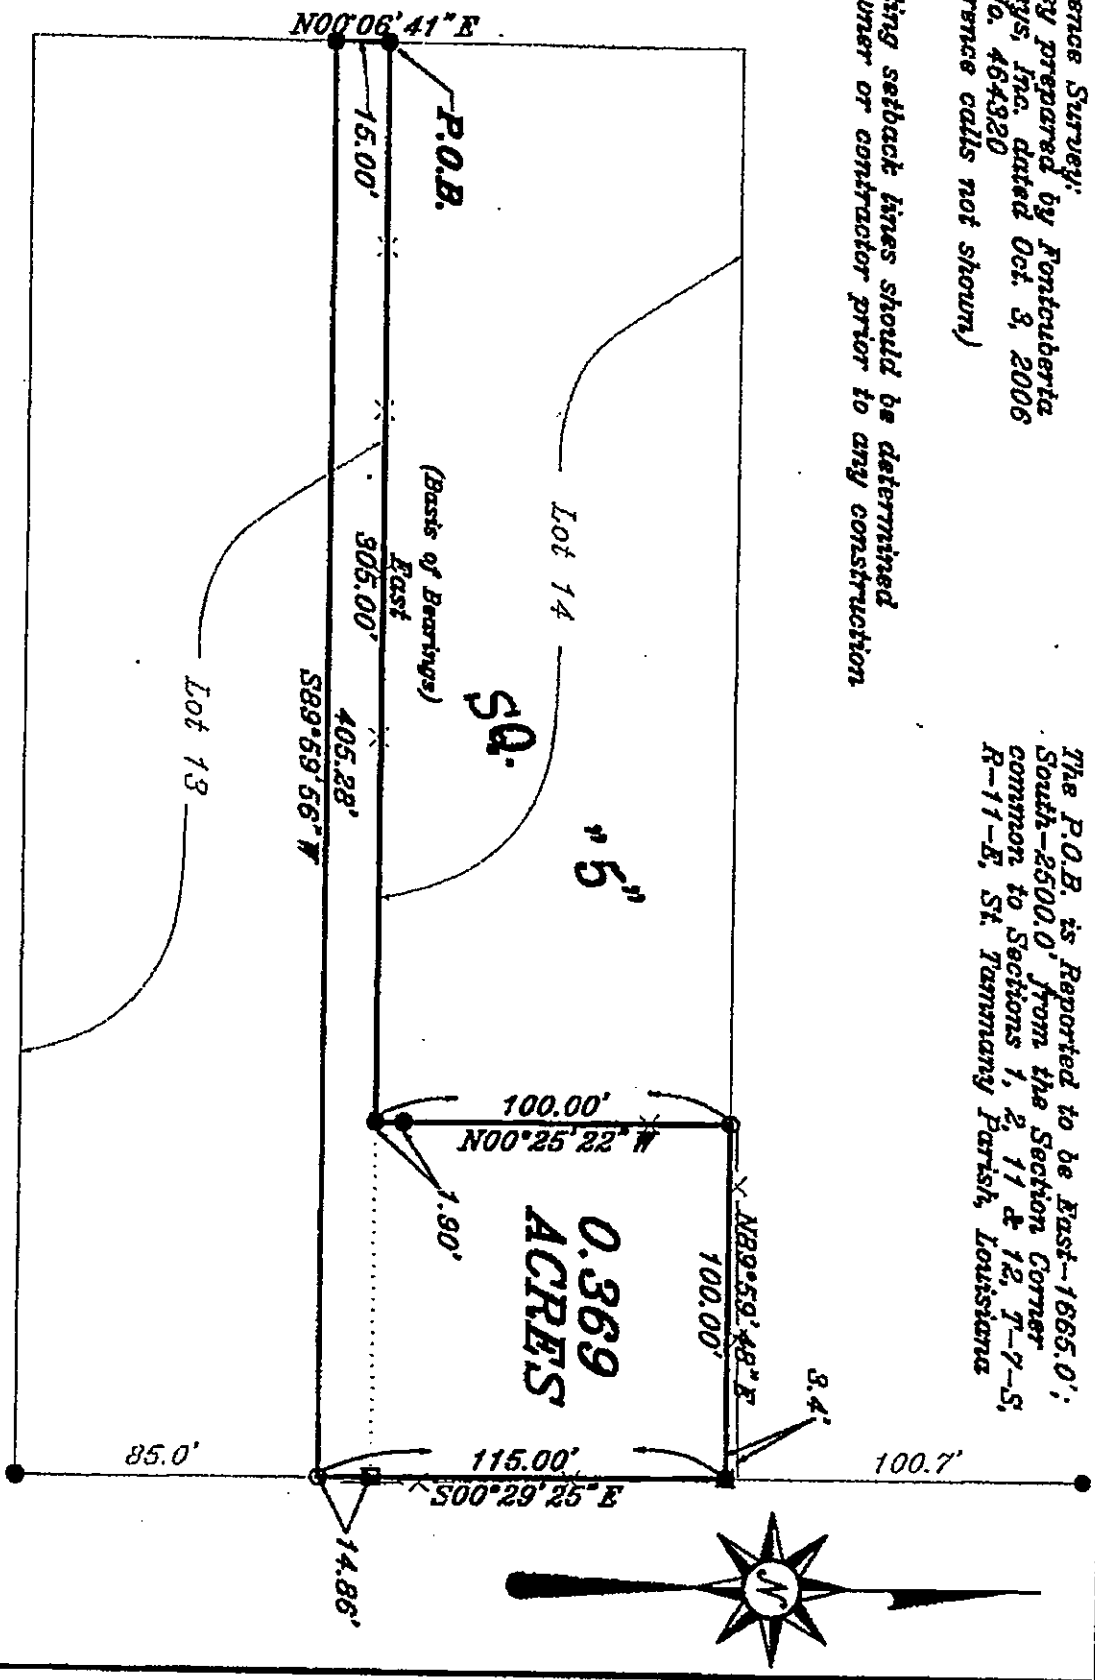 ence Survey:
y prepared by Fontcuberta
ys, Inc. dated Oct. 3, 2006
o. 464320
rence calls not shown)
ing setback lines should be determined
ner or contractor prior to any construction
The P.O.B. is Reported to be East-1665.0';
South-2500.0' from the Section Corner
common to Sections 1, 2, 11 & 12, T-7-S,
R-11-E, St. Tammany Parish, Louisiana
N00°06'41"E
P.O.B.
15.00'
Lot 14
(Basis of Bearings)
East
305.00'
SQ.
"5"
405.28'
S89°59'56"W
Lot 13
100.00'
N00°25'22"W
1.90'
N89°59'48"E
100.00'
3.4'
0.369
ACRES
115.00'
S00°29'25"E
14.86'
85.0'
100.7'
N